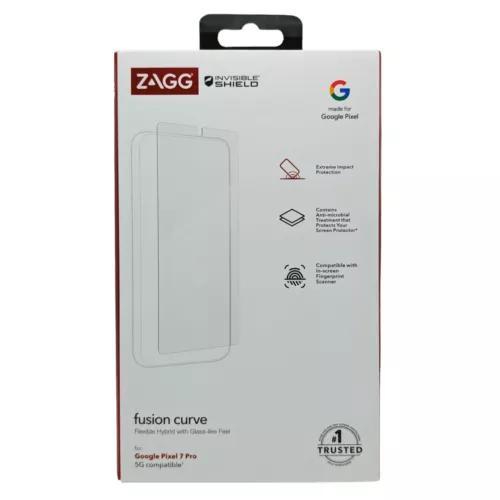 ZAGG
INVISIBLE
SHIELD
made for
Google Pixel
Extreme Impact
Protection
Contains
Anti-microbial
Treatment that
Protects Your
Screen Protector*
Compatible with
In-screen
Fingerprint
Scanner
fusion curve
Flexible Hybrid with Glass-like Feel
for
Google Pixel 7 Pro
5G compatible†
#1
TRUSTED